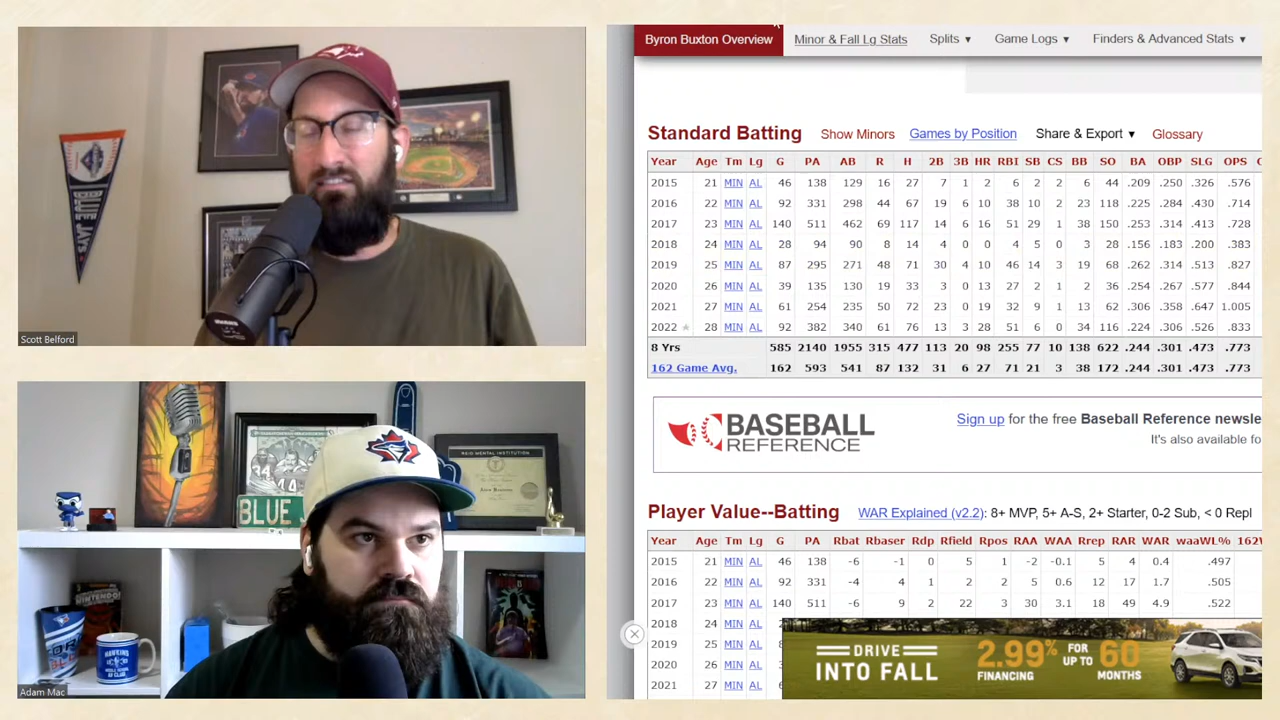 BLUE JAYS
Scott Belford
BLUE J
Adam Mac
Byron Buxton Overview Minor & Fall Lg Stats Splits ▼ Game Logs ▼ Finders & Advanced Stats ▼
Standard Batting Show Minors Games by Position Share & Export ▼ Glossary
Year Age Tm Lg G PA AB R H 2B 3B HR RBI SB CS BB SO BA OBP SLG OPS
2015 21 MIN AL 46 138 129 16 27 7 1 2 6 2 2 6 44 .209 .250 .326 .576
2016 22 MIN AL 92 331 298 44 67 19 6 10 38 10 2 23 118 .225 .284 .430 .714
2017 23 MIN AL 140 511 462 69 117 14 6 16 51 29 1 38 150 .253 .314 .413 .728
2018 24 MIN AL 28 94 90 8 14 4 0 0 4 5 0 3 28 .156 .183 .200 .383
2019 25 MIN AL 87 295 271 48 71 30 4 10 46 14 3 19 68 .262 .314 .513 .827
2020 26 MIN AL 39 135 130 19 33 3 0 13 27 2 1 2 36 .254 .267 .577 .844
2021 27 MIN AL 61 254 235 50 72 23 0 19 32 9 1 13 62 .306 .358 .647 1.005
2022 ★ 28 MIN AL 92 382 340 61 76 13 3 28 51 6 0 34 116 .224 .306 .526 .833
8 Yrs 585 2140 1955 315 477 113 20 98 255 77 10 138 622 .244 .301 .473 .773
162 Game Avg. 162 593 541 87 132 31 6 27 71 21 3 38 172 .244 .301 .473 .773
BASEBALL
REFERENCE
Sign up for the free Baseball Reference newsle
It's also available fo
Player Value--Batting WAR Explained (v2.2): 8+ MVP, 5+ A-S, 2+ Starter, 0-2 Sub, < 0 Repl
Year Age Tm Lg G PA Rbat Rbaser Rdp Rfield Rpos RAA WAA Rrep RAR WAR waaWL% 162W
2015 21 MIN AL 46 138 -6 -1 0 5 1 -2 -0.1 5 4 0.4 .497
2016 22 MIN AL 92 331 -4 4 1 2 2 5 0.6 12 17 1.7 .505
2017 23 MIN AL 140 511 -6 9 2 22 3 30 3.1 18 49 4.9 .522
2018 24 MIN AL
2019 25 MIN AL
2020 26 MIN AL
2021 27 MIN AL
DRIVE
INTO FALL
2.99%
FINANCING
FOR
UP TO
60
MONTHS